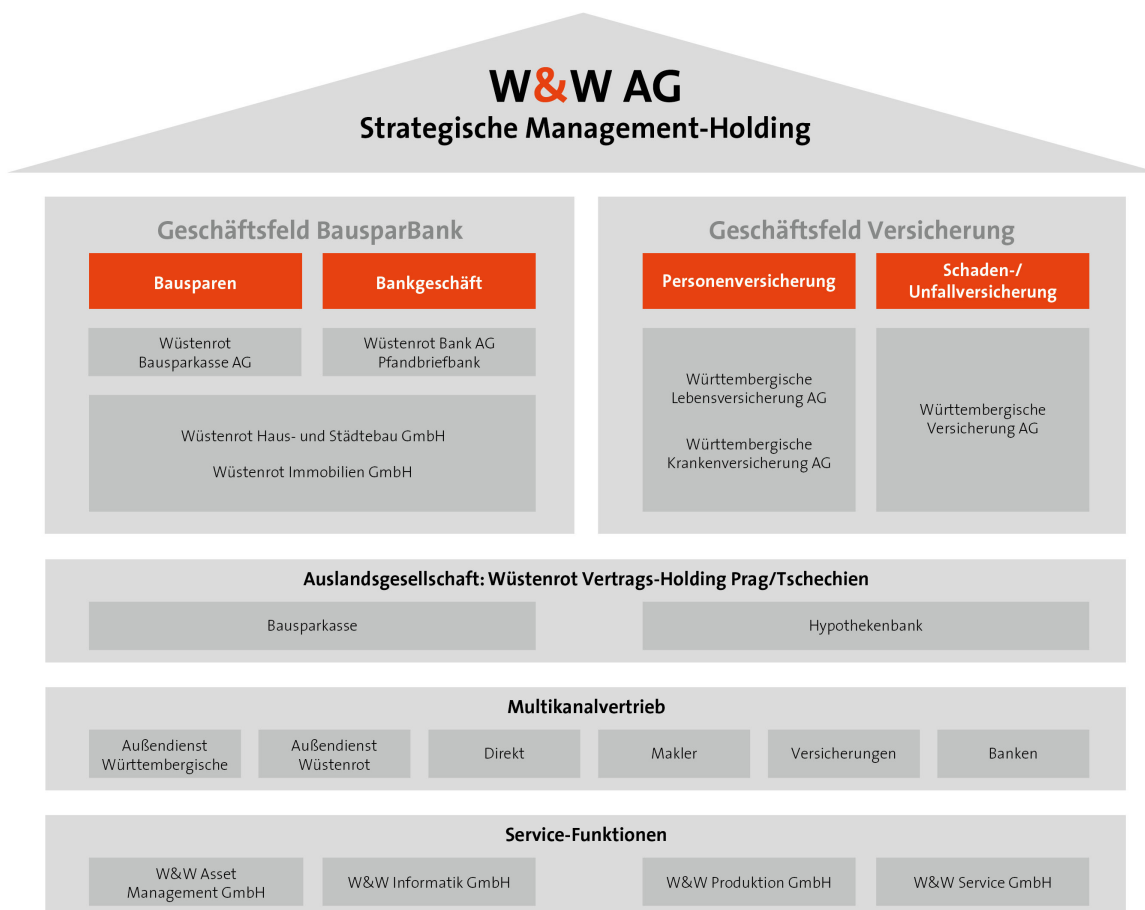 W&W AG
Strategische Management-Holding
Geschäftsfeld BausparBank
Bausparen
Bankgeschäft
Wüstenrot
Bausparkasse AG
Wüstenrot Bank AG
Pfandbriefbank
Wüstenrot Haus- und Städtebau GmbH
Wüstenrot Immobilien GmbH
Geschäftsfeld Versicherung
Personenversicherung
Schaden-/
Unfallversicherung
Württembergische
Lebensversicherung AG
Württembergische
Krankenversicherung AG
Württembergische
Versicherung AG
Auslandsgesellschaft: Wüstenrot Vertrags-Holding Prag/Tschechien
Bausparkasse
Hypothekenbank
Multikanalvertrieb
Außendienst
Württembergische
Außendienst
Wüstenrot
Direkt
Makler
Versicherungen
Banken
Service-Funktionen
W&W Asset
Management GmbH
W&W Informatik GmbH
W&W Produktion GmbH
W&W Service GmbH